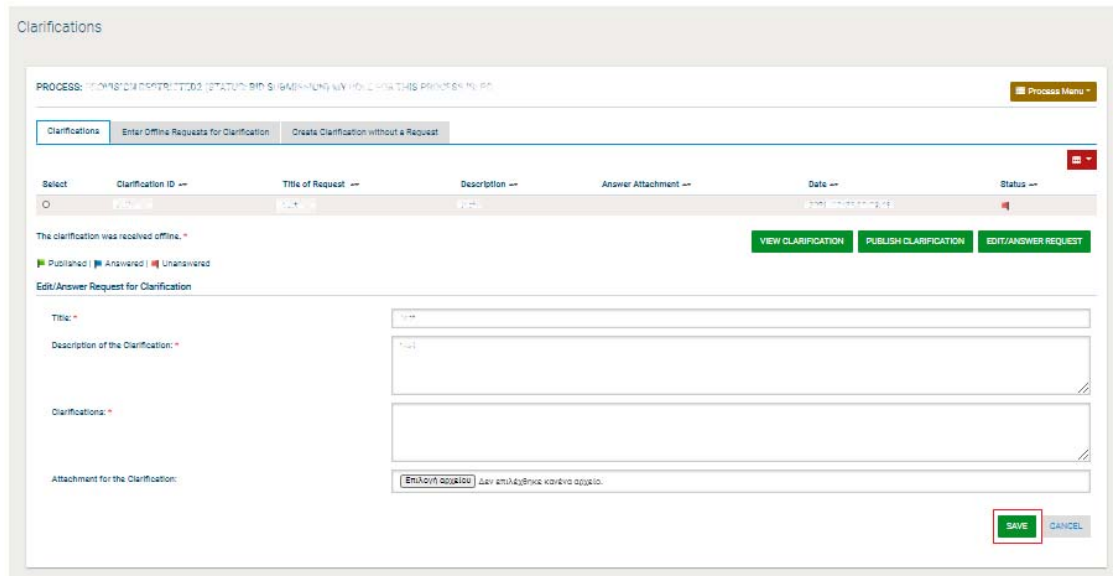 Clarifications
PROCESS:
Process Menu
Clarifications Enter Offline Requests for Clarification Create Clarification without a Request
Select Clarification ID Title of Request Description Answer Attachment Date Status
The clarification was received offline. *
VIEW CLARIFICATION PUBLISH CLARIFICATION EDIT/ANSWER REQUEST
Published | Answered | Unanswered
Edit/Answer Request for Clarification
Title: *
Description of the Clarification: *
Clarifications: *
Attachment for the Clarification: Επιλογή αρχείου Δεν επιλέχθηκε κανένα αρχείο.
SAVE CANCEL